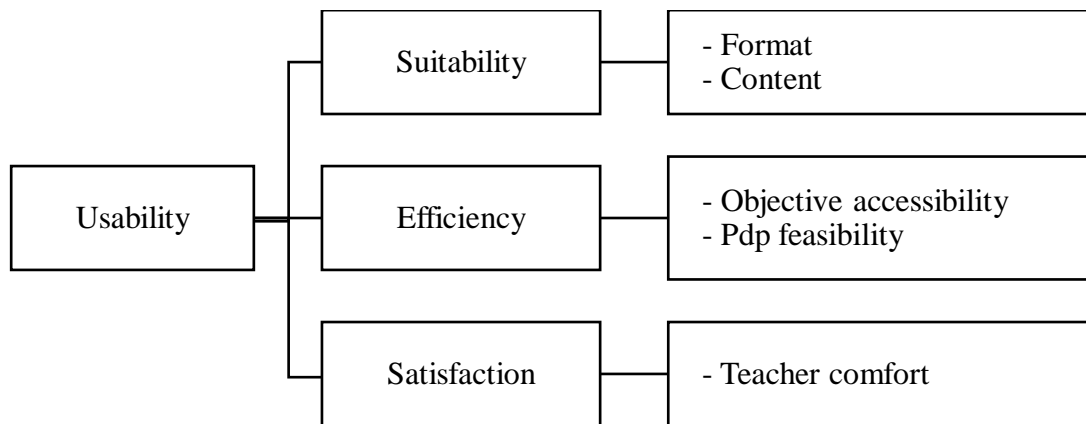 Usability
Suitability
- Format
- Content
Efficiency
- Objective accessibility
- Pdp feasibility
Satisfaction
- Teacher comfort